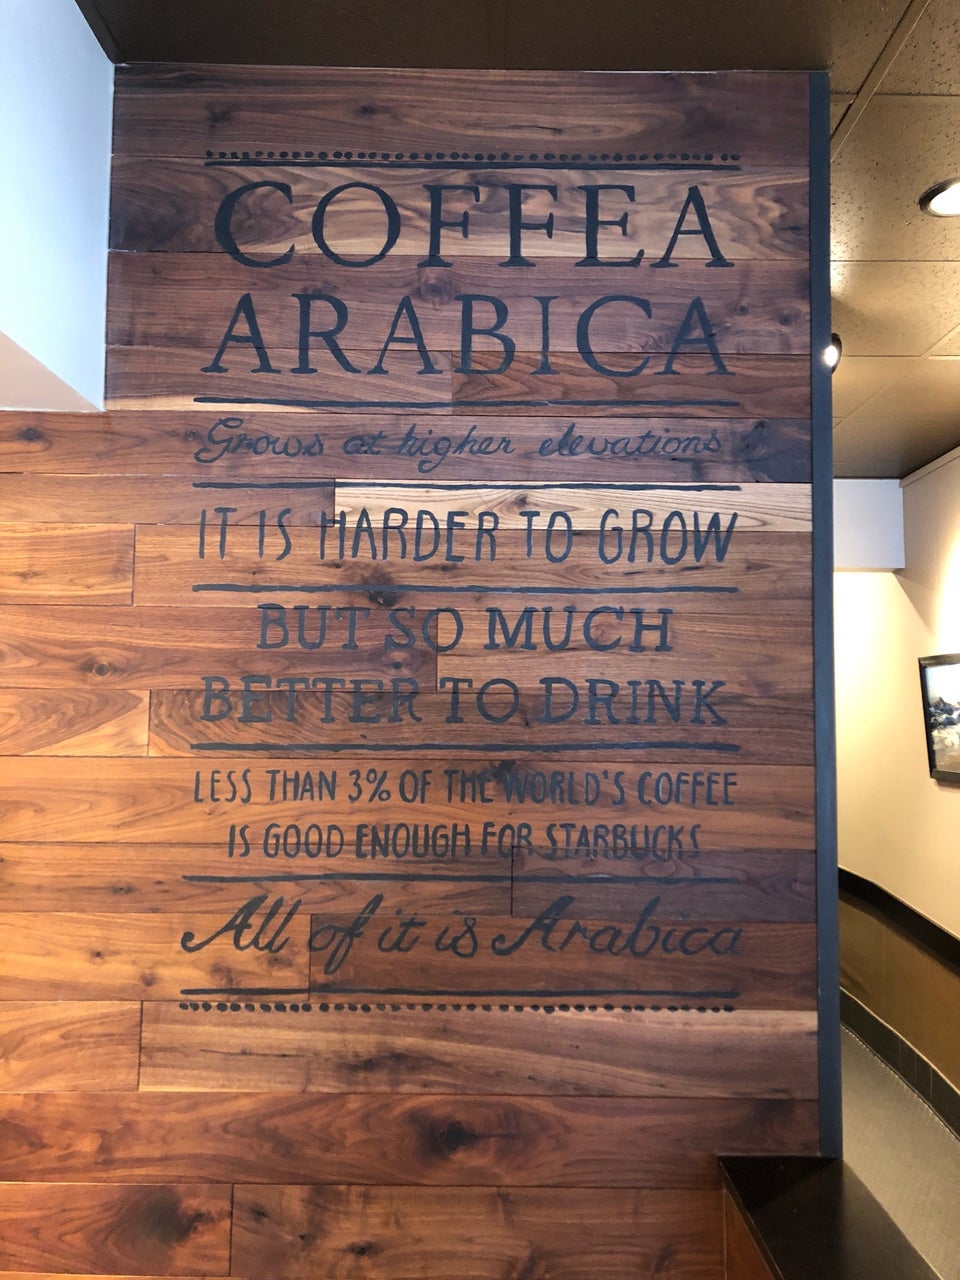 COFFEA
ARABICA
Grows at higher elevations
IT IS HARDER TO GROW
BUT SO MUCH
BETTER TO DRINK
LESS THAN 3% OF THE WORLD'S COFFEE
IS GOOD ENOUGH FOR STARBUCKS
All of it is Arabica